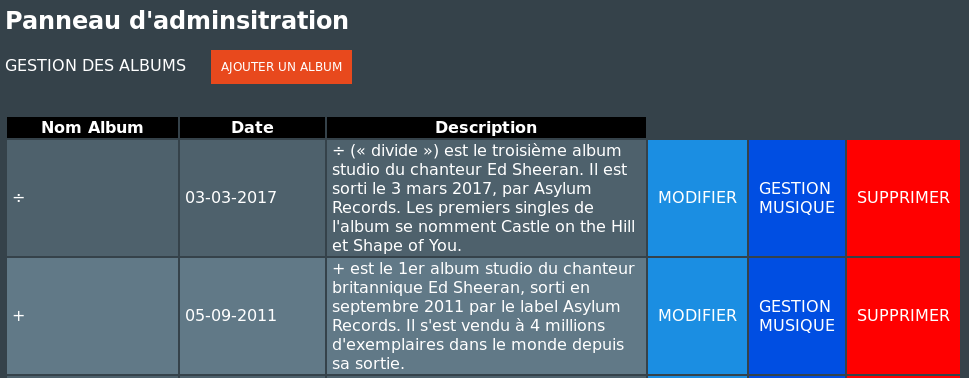 Panneau d'adminsitration
GESTION DES ALBUMS AJOUTER UN ALBUM
Nom Album Date Description
÷ 03-03-2017
÷ (« divide ») est le troisième album
studio du chanteur Ed Sheeran. Il est
sorti le 3 mars 2017, par Asylum
Records. Les premiers singles de
l'album se nomment Castle on the Hill
et Shape of You.
MODIFIER
GESTION
MUSIQUE
SUPPRIMER
+ 05-09-2011
+ est le 1er album studio du chanteur
britannique Ed Sheeran, sorti en
septembre 2011 par le label Asylum
Records. Il s'est vendu à 4 millions
d'exemplaires dans le monde depuis
sa sortie.
MODIFIER
GESTION
MUSIQUE
SUPPRIMER